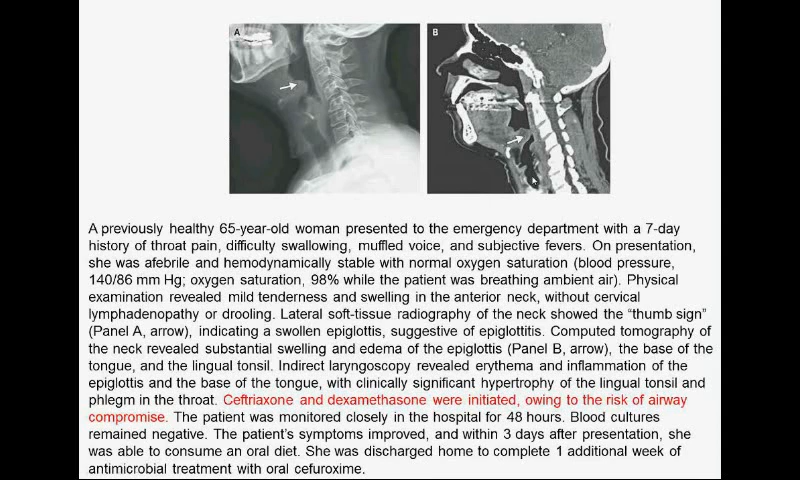 A
B
A previously healthy 65-year-old woman presented to the emergency department with a 7-day
history of throat pain, difficulty swallowing, muffled voice, and subjective fevers. On presentation,
she was afebrile and hemodynamically stable with normal oxygen saturation (blood pressure,
140/86 mm Hg; oxygen saturation, 98% while the patient was breathing ambient air). Physical
examination revealed mild tenderness and swelling in the anterior neck, without cervical
lymphadenopathy or drooling. Lateral soft-tissue radiography of the neck showed the “thumb sign”
(Panel A, arrow), indicating a swollen epiglottis, suggestive of epiglottitis. Computed tomography of
the neck revealed substantial swelling and edema of the epiglottis (Panel B, arrow), the base of the
tongue, and the lingual tonsil. Indirect laryngoscopy revealed erythema and inflammation of the
epiglottis and the base of the tongue, with clinically significant hypertrophy of the lingual tonsil and
phlegm in the throat. Ceftriaxone and dexamethasone were initiated, owing to the risk of airway
compromise. The patient was monitored closely in the hospital for 48 hours. Blood cultures
remained negative. The patient's symptoms improved, and within 3 days after presentation, she
was able to consume an oral diet. She was discharged home to complete 1 additional week of
antimicrobial treatment with oral cefuroxime.